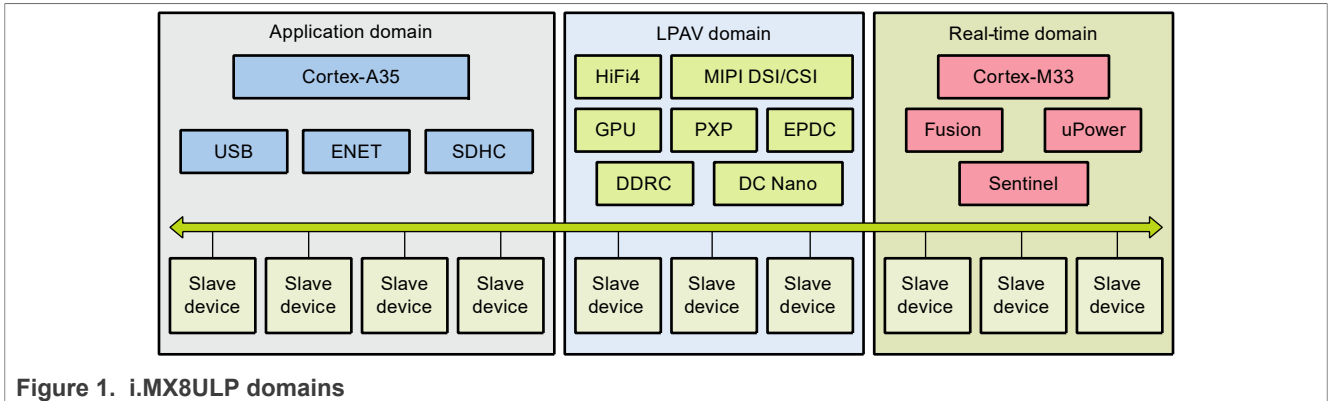 Application domain
LPAV domain
Real-time domain
Cortex-A35
HiFi4
MIPI DSI/CSI
Cortex-M33
USB
ENET
SDHC
GPU
PXP
EPDC
Fusion
uPower
DDRC
DC Nano
Sentinel
Slave
device
Slave
device
Slave
device
Slave
device
Slave
device
Slave
device
Slave
device
Slave
device
Slave
device
Slave
device
Figure 1. i.MX8ULP domains